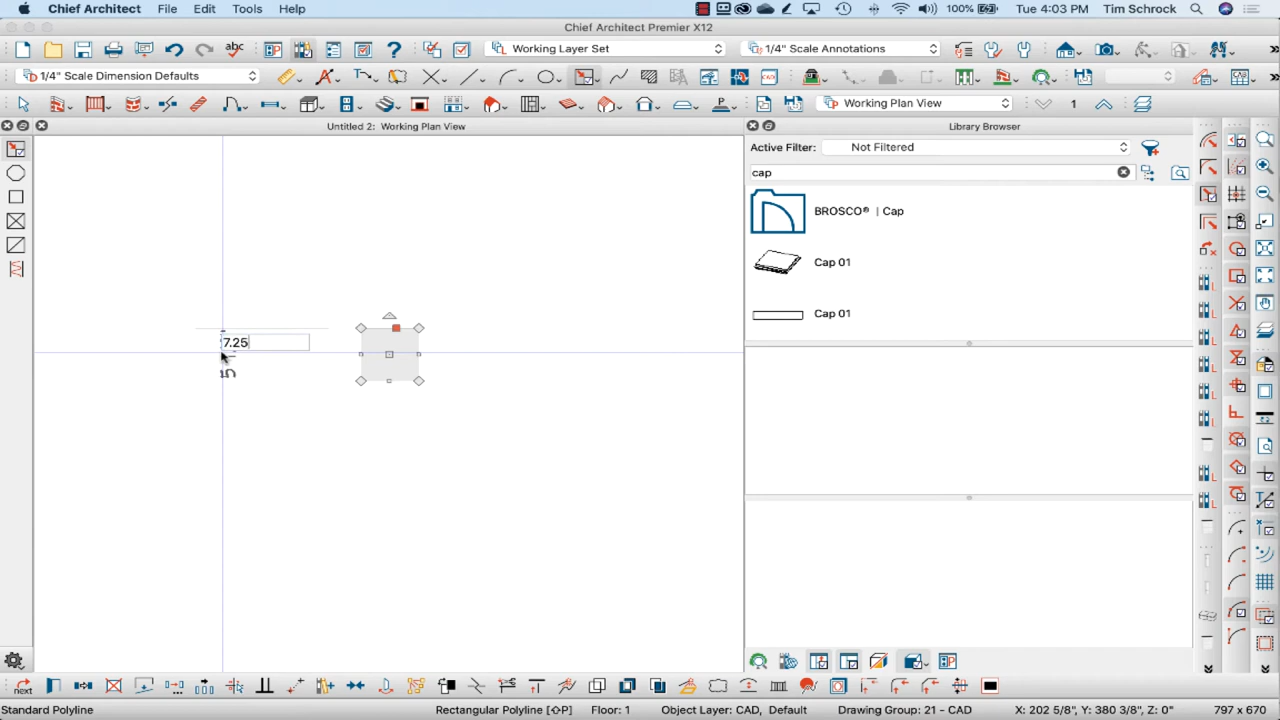 Chief Architect File Edit Tools Help 100% Tue 4:03 PM Tim Schrock
Chief Architect Premier X12
Working Layer Set 1/4" Scale Annotations
1/4" Scale Dimension Defaults
Working Plan View 1
Untitled 2: Working Plan View Library Browser
Active Filter: Not Filtered
cap
BROSCO® | Cap
Cap 01
Cap 01
7.25
next
Standard Polyline Rectangular Polyline [⇧P] Floor: 1 Object Layer: CAD, Default Drawing Group: 21 - CAD X: 202 5/8", Y: 380 3/8", Z: 0" 797 x 670